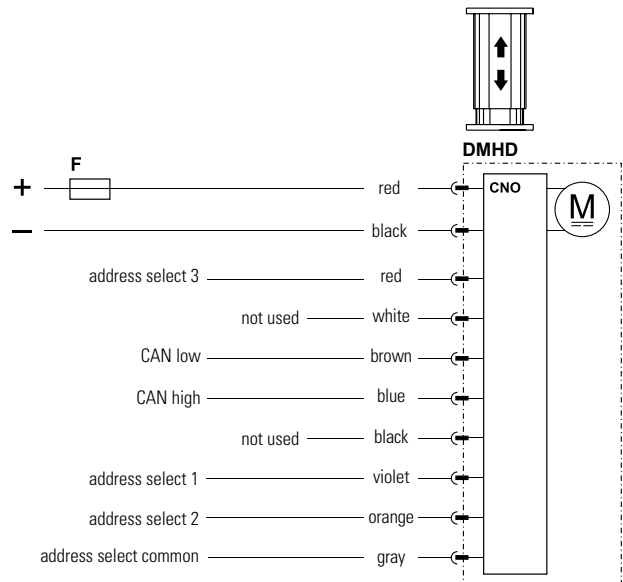 DMHD
F
+ red CNO
− black M
address select 3 red
not used white
CAN low brown
CAN high blue
not used black
address select 1 violet
address select 2 orange
address select common gray